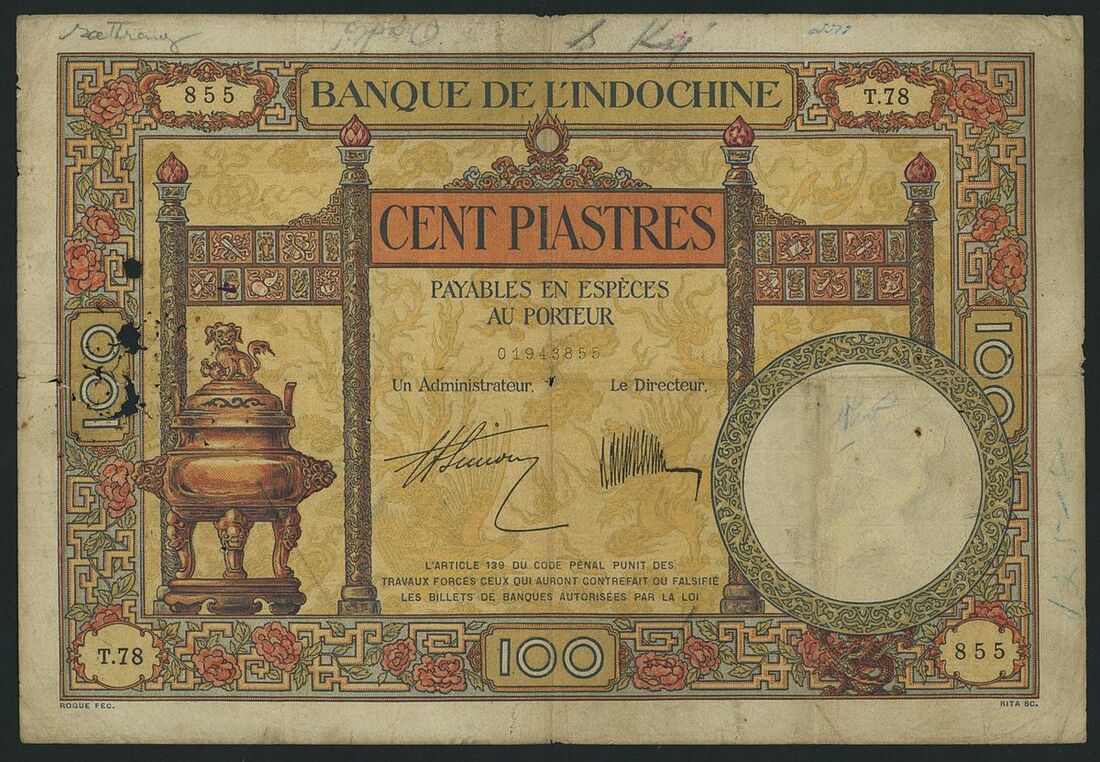 855
BANQUE DE L'INDOCHINE
T.78
CENT PIASTRES
PAYABLES EN ESPÈCES
AU PORTEUR
01943855
Un Administrateur,
Le Directeur,
100
100
L'ARTICLE 139 DU CODE PÉNAL PUNIT DES
TRAVAUX FORCÉS CEUX QUI AURONT CONTREFAIT OU FALSIFIÉ
LES BILLETS DE BANQUES AUTORISÉES PAR LA LOI
T.78
100
855
ROQUE FEC.
RITA SC.